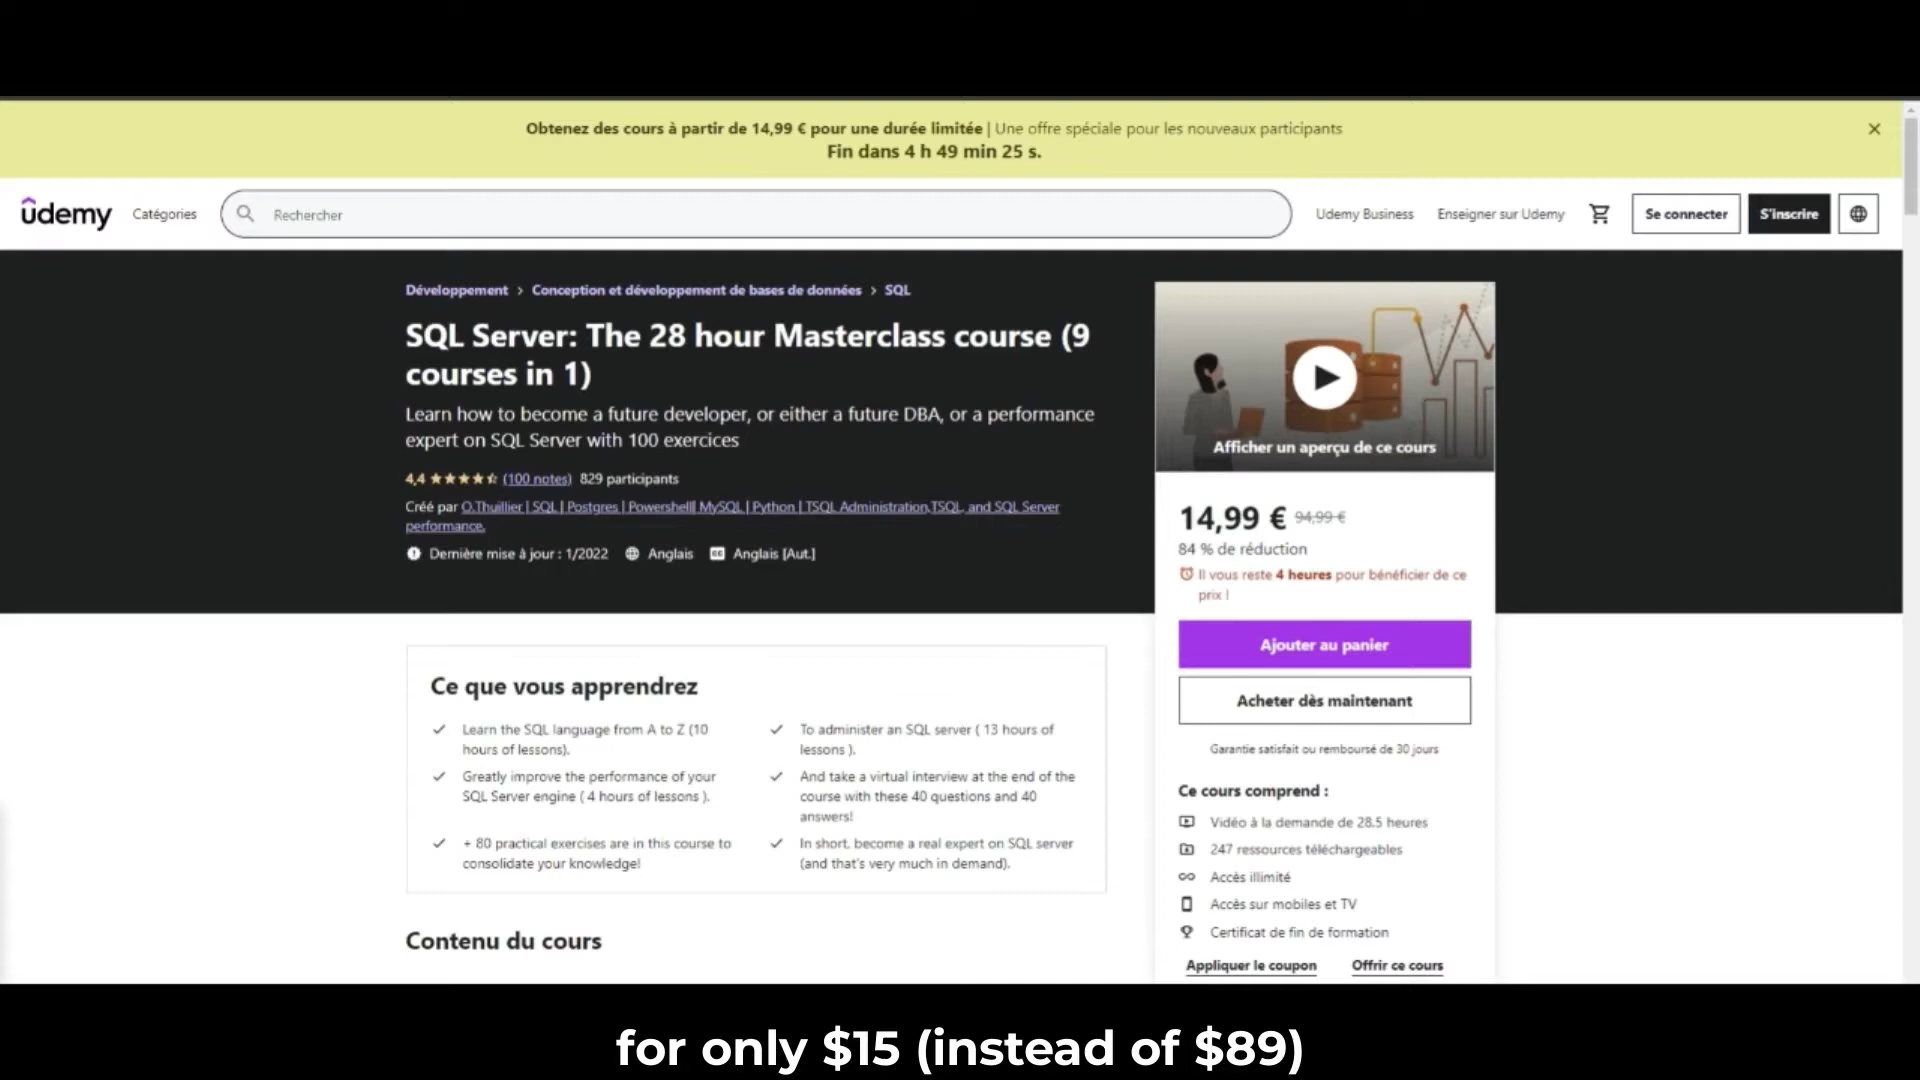 Obtenez des cours à partir de 14,99 € pour une durée limitée | Une offre spéciale pour les nouveaux participants
Fin dans 4 h 49 min 25 s.
ûdemy
Catégories
Rechercher
Udemy Business
Enseigner sur Udemy
Se connecter
S'inscrire
Développement > Conception et développement de bases de données > SQL
SQL Server: The 28 hour Masterclass course (9
courses in 1)
Learn how to become a future developer, or either a future DBA, or a performance
expert on SQL Server with 100 exercices
4,4 (100 notes) 829 participants
Créé par O.Thuillier | SQL | Postgres | Powershell| MySQL | Python | TSQL Administration,TSQL, and SQL Server
performance.
Dernière mise à jour : 1/2022 Anglais CC Anglais [Aut.]
Afficher un aperçu de ce cours
14,99 € 94,99 €
84 % de réduction
Il vous reste 4 heures pour bénéficier de ce
prix !
Ajouter au panier
Acheter dès maintenant
Garantie satisfait ou remboursé de 30 jours
Ce cours comprend :
Vidéo à la demande de 28.5 heures
247 ressources téléchargeables
Accès illimité
Accès sur mobiles et TV
Certificat de fin de formation
Appliquer le coupon
Offrir ce cours
Ce que vous apprendrez
Learn the SQL language from A to Z (10
hours of lessons).
Greatly improve the performance of your
SQL Server engine ( 4 hours of lessons ).
+ 80 practical exercises are in this course to
consolidate your knowledge!
To administer an SQL server ( 13 hours of
lessons ).
And take a virtual interview at the end of the
course with these 40 questions and 40
answers!
In short, become a real expert on SQL server
(and that's very much in demand).
Contenu du cours
for only $15 (instead of $89)